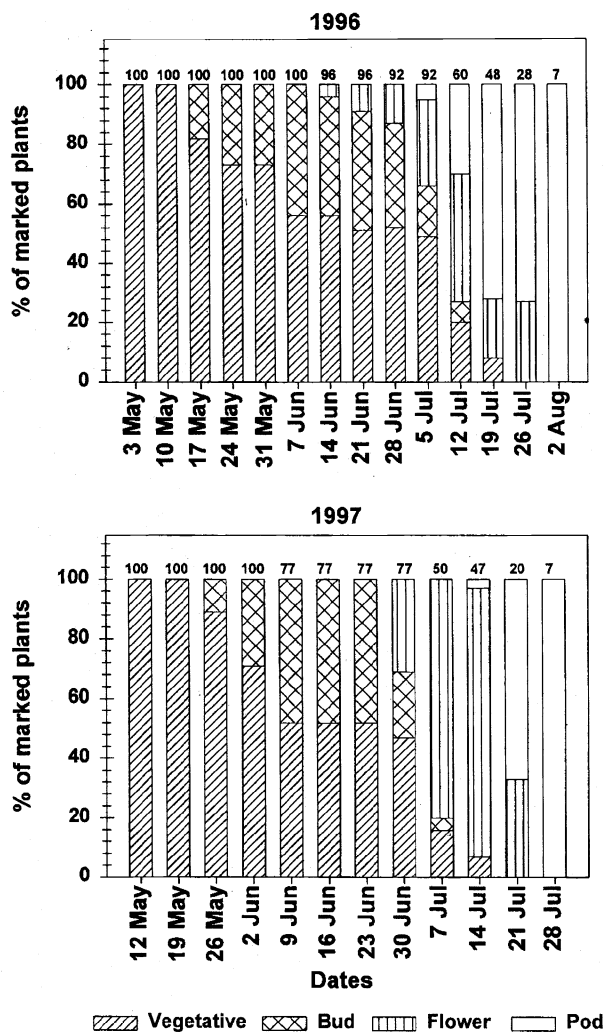 1996
100 100 100 100 100 100 96 96 92 92 60 48 28 7
100
80
60
40
20
0
% of marked plants
3 May 10 May 17 May 24 May 31 May 7 Jun 14 Jun 21 Jun 28 Jun 5 Jul 12 Jul 19 Jul 26 Jul 2 Aug
1997
100 100 100 100 77 77 77 77 50 47 20 7
100
80
60
40
20
0
% of marked plants
12 May 19 May 26 May 2 Jun 9 Jun 16 Jun 23 Jun 30 Jun 7 Jul 14 Jul 21 Jul 28 Jul
Dates
Vegetative Bud Flower Pod